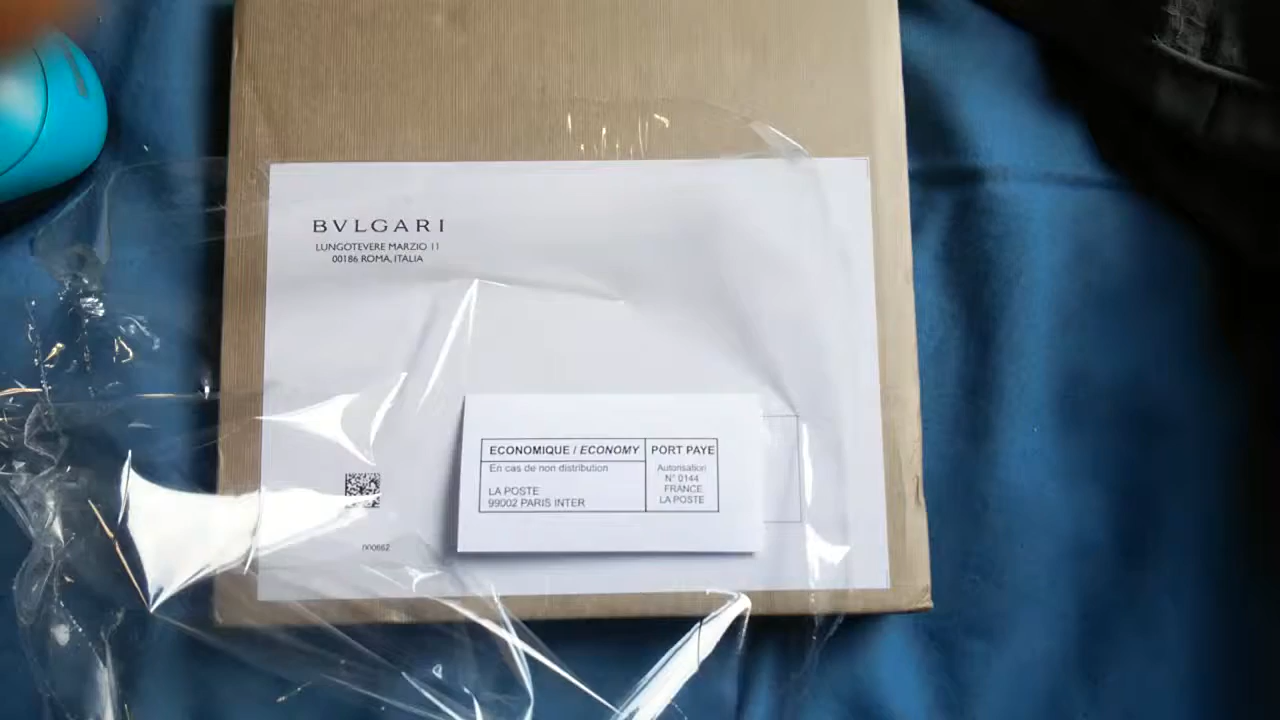 BVLGARI
LUNGOTEVERE MARZIO 11
00186 ROMA, ITALIA
ECONOMIQUE / ECONOMY
PORT PAYE
En cas de non distribution
LA POSTE
99002 PARIS INTER
Autorisation
N° 0144
FRANCE
LA POSTE
000662